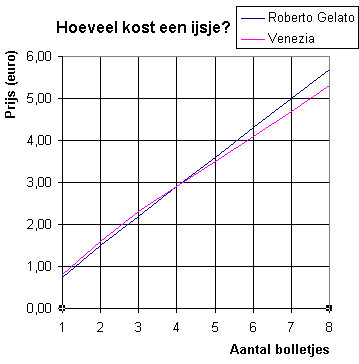 Hoeveel kost een ijsje?
Roberto Gelato
Venezia
Prijs (euro)
6,00
5,00
4,00
3,00
2,00
1,00
0,00
1 2 3 4 5 6 7 8
Aantal bolletjes